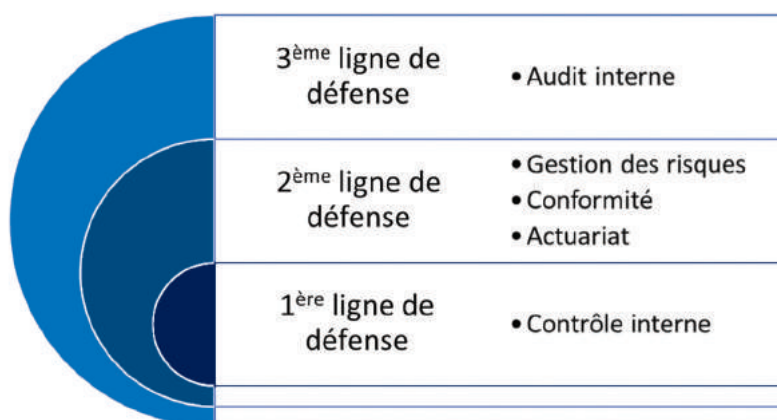 3ème ligne de
défense
• Audit interne
2ème ligne de
défense
• Gestion des risques
• Conformité
• Actuariat
1ère ligne de
défense
• Contrôle interne